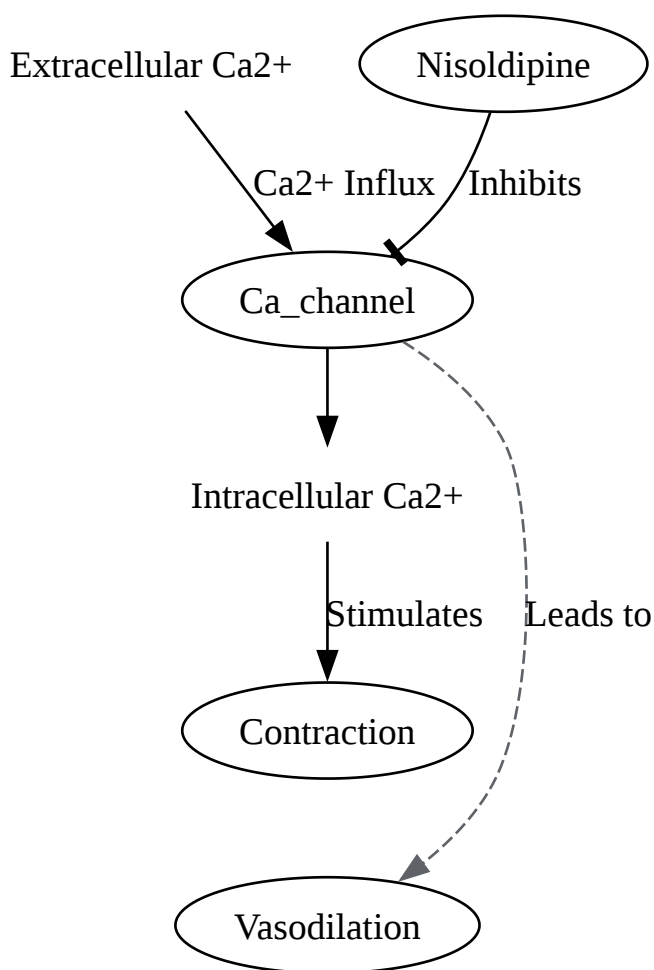 Extracellular Ca2+
Nisoldipine
Ca2+ Influx
Inhibits
Ca_channel
Intracellular Ca2+
Stimulates
Leads to
Contraction
Vasodilation